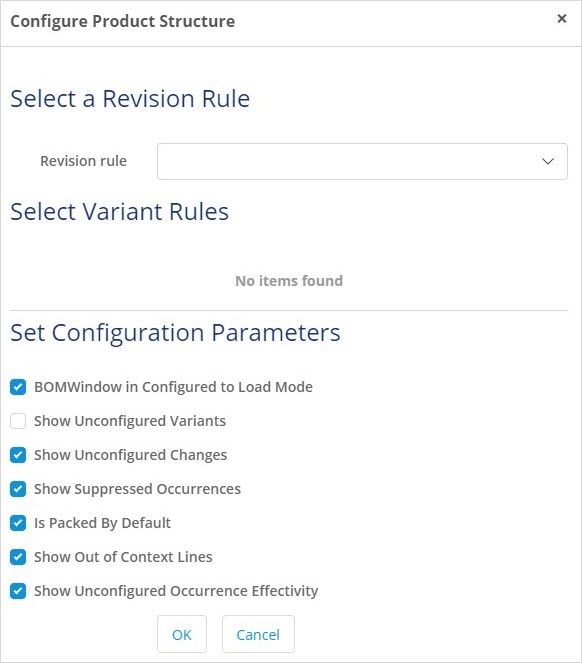 Configure Product Structure
Select a Revision Rule
Revision rule
Select Variant Rules
No items found
Set Configuration Parameters
BOMWindow in Configured to Load Mode
Show Unconfigured Variants
Show Unconfigured Changes
Show Suppressed Occurrences
Is Packed By Default
Show Out of Context Lines
Show Unconfigured Occurrence Effectivity
OK Cancel